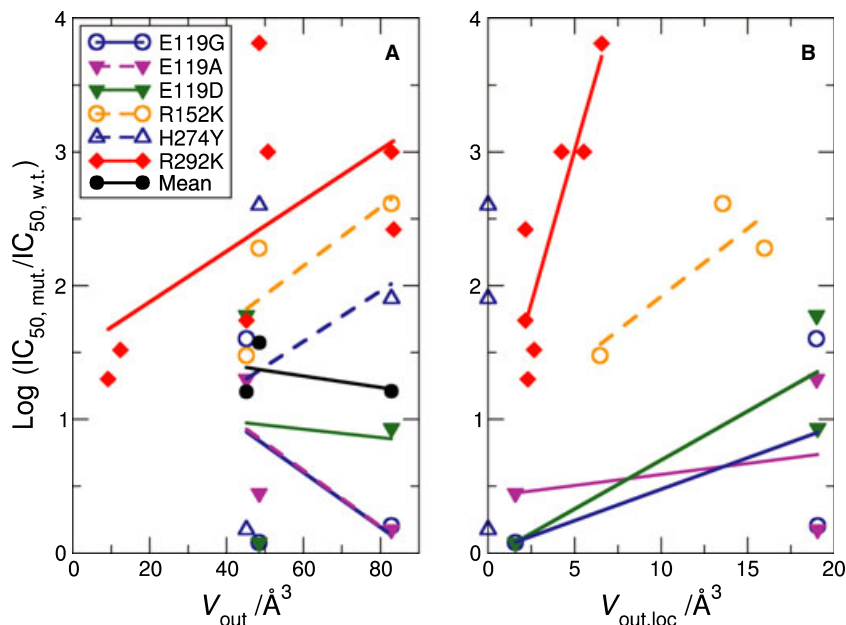 A
B
E119G
E119A
E119D
R152K
H274Y
R292K
Mean
Log (IC50, mut./IC50, w.t.)
4
3
2
1
0
0 20 40 60 80
Vout /Å³
4
3
2
1
0
0 5 10 15 20
Vout,loc /Å³